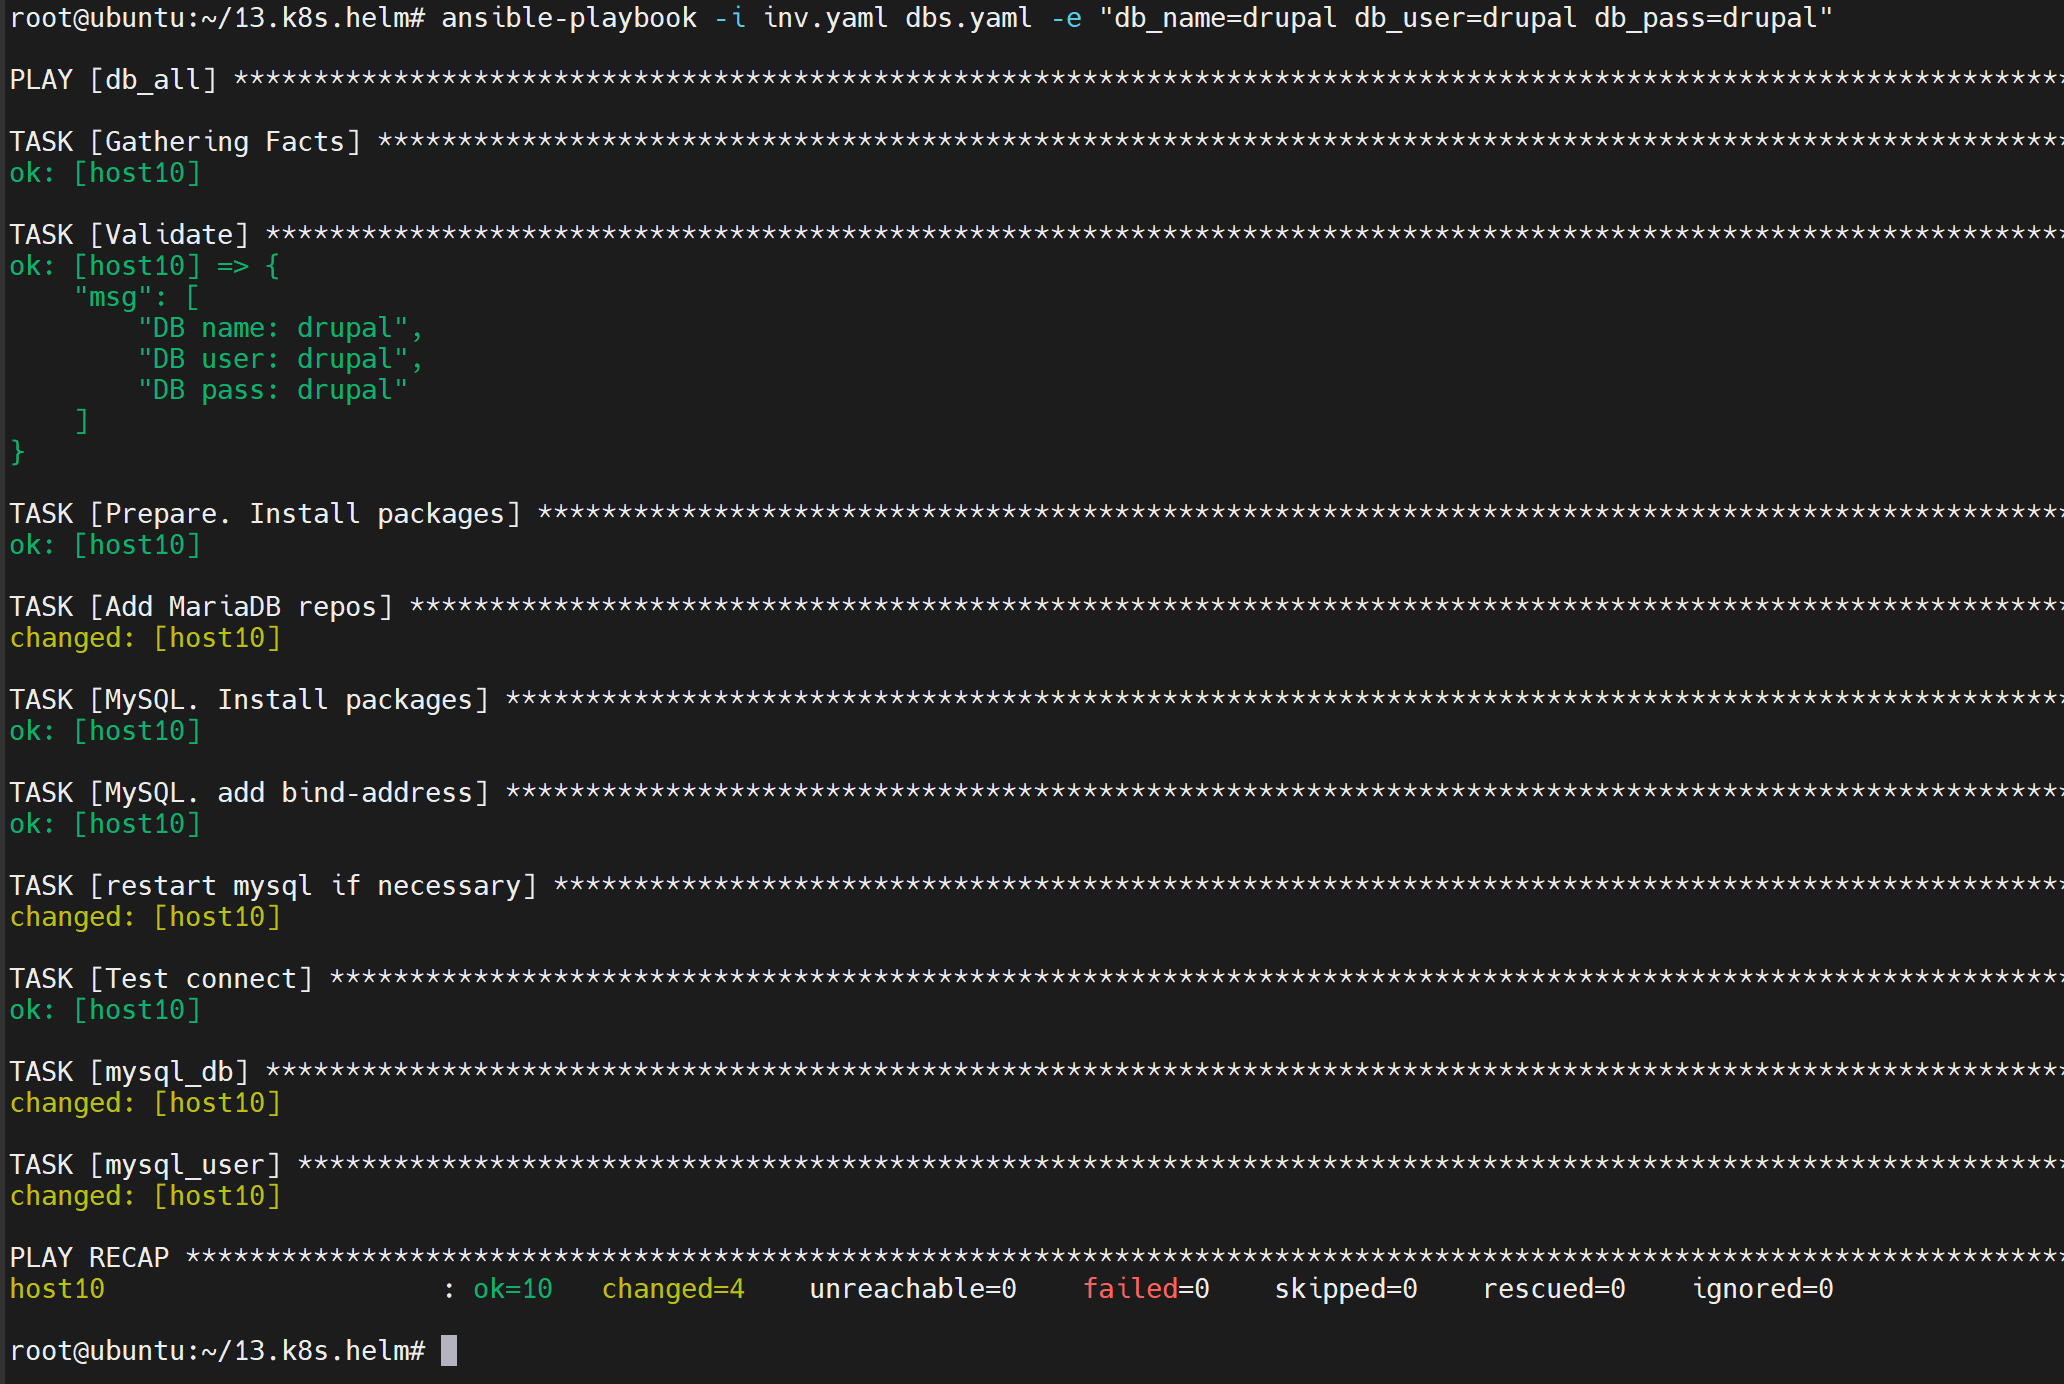 root@ubuntu:~/13.k8s.helm# ansible-playbook -i inv.yaml dbs.yaml -e "db_name=drupal db_user=drupal db_pass=drupal"
PLAY [db_all] ******************************************************************************************************************
TASK [Gathering Facts] *********************************************************************************************************
ok: [host10]
TASK [Validate] ****************************************************************************************************************
ok: [host10] => {
    "msg": [
        "DB name: drupal",
        "DB user: drupal",
        "DB pass: drupal"
    ]
}
TASK [Prepare. Install packages] ***********************************************************************************************
ok: [host10]
TASK [Add MariaDB repos] *******************************************************************************************************
changed: [host10]
TASK [MySQL. Install packages] *************************************************************************************************
ok: [host10]
TASK [MySQL. add bind-address] *************************************************************************************************
ok: [host10]
TASK [restart mysql if necessary] **********************************************************************************************
changed: [host10]
TASK [Test connect] ************************************************************************************************************
ok: [host10]
TASK [mysql_db] ****************************************************************************************************************
changed: [host10]
TASK [mysql_user] **************************************************************************************************************
changed: [host10]
PLAY RECAP *********************************************************************************************************************
host10                     : ok=10   changed=4    unreachable=0    failed=0    skipped=0    rescued=0    ignored=0
root@ubuntu:~/13.k8s.helm#